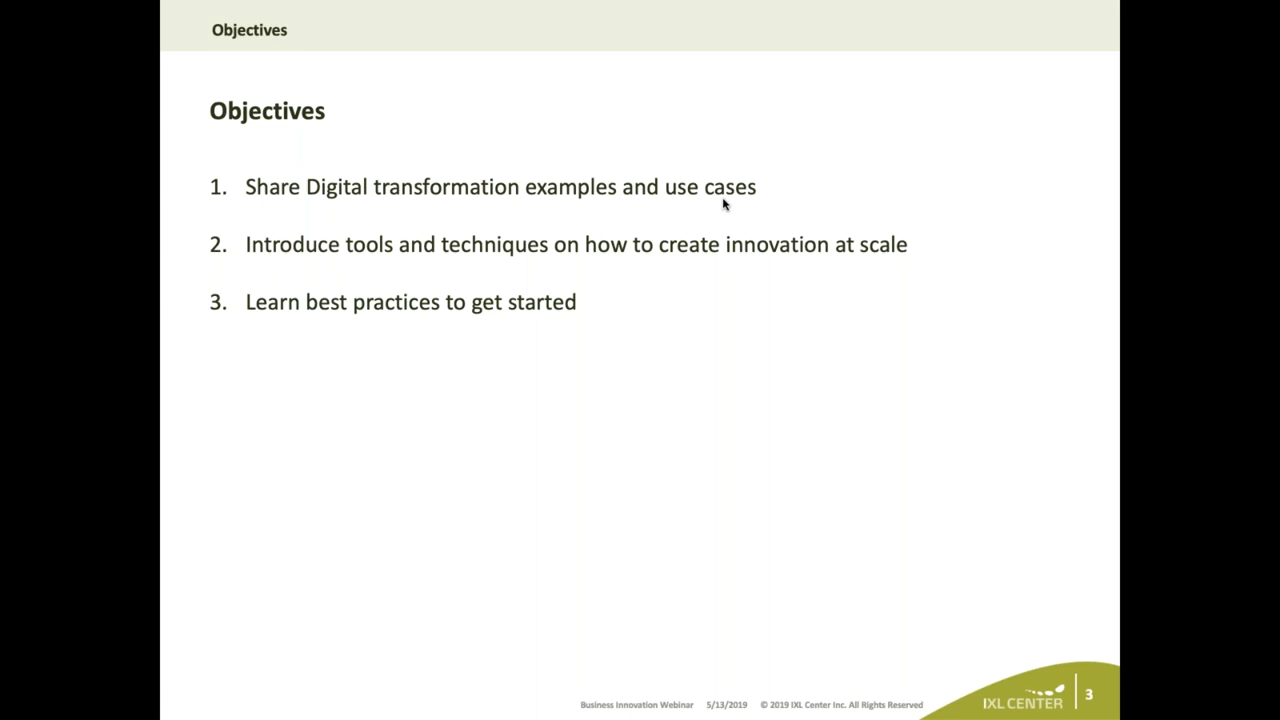 Objectives
Objectives
1. Share Digital transformation examples and use cases
2. Introduce tools and techniques on how to create innovation at scale
3. Learn best practices to get started
Business Innovation Webinar 5/13/2019 © 2019 IXL Center Inc. All Rights Reserved
IXL CENTER 3